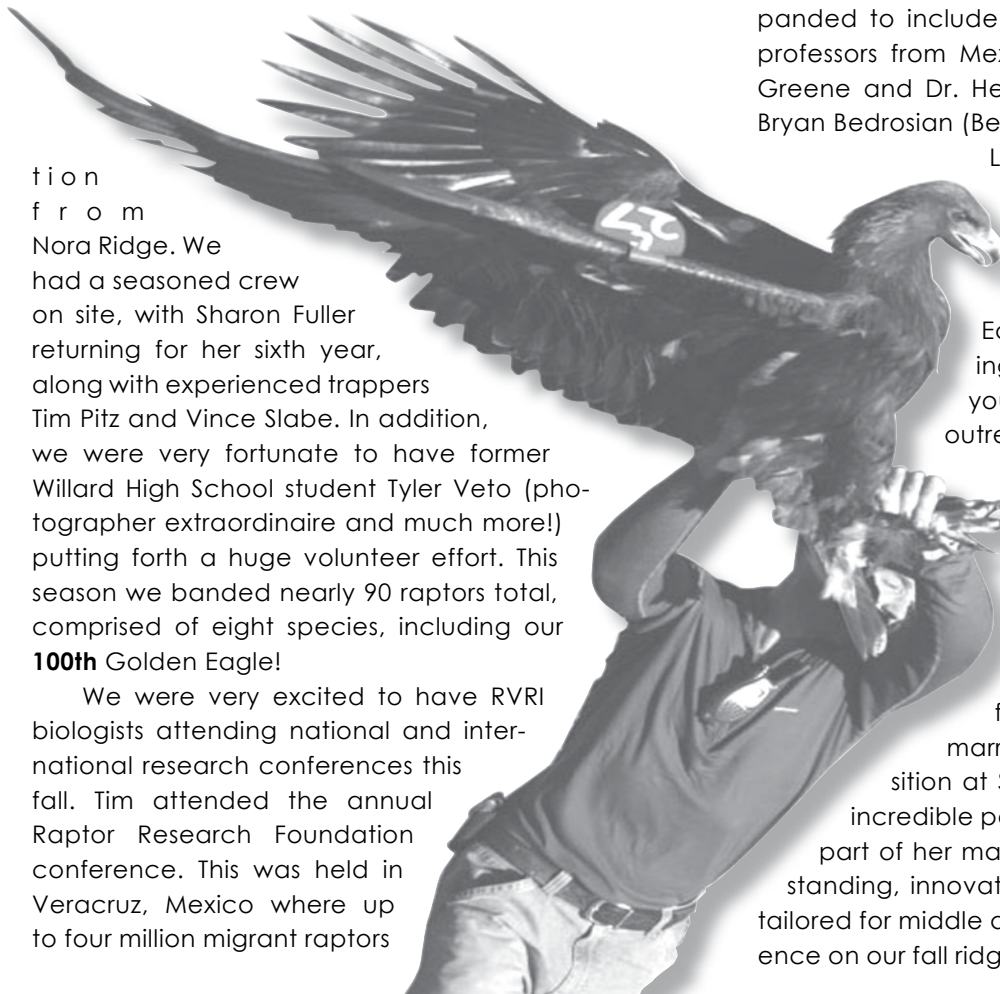 tion
from
Nora Ridge. We
had a seasoned crew
on site, with Sharon Fuller
returning for her sixth year,
along with experienced trappers
Tim Pitz and Vince Slabe. In addition,
we were very fortunate to have former
Willard High School student Tyler Veto (pho-
tographer extraordinaire and much more!)
putting forth a huge volunteer effort. This
season we banded nearly 90 raptors total,
comprised of eight species, including our
100th Golden Eagle!
We were very excited to have RVRI
biologists attending national and inter-
national research conferences this
fall. Tim attended the annual
Raptor Research Foundation
conference. This was held in
Veracruz, Mexico where up
to four million migrant raptors
panded to include
professors from Mex
Greene and Dr. He
Bryan Bedrosian (Be
L
Ea
ing
you
outre
f
marr
sition at S
incredible po
part of her ma
standing, innovat
tailored for middle
ence on our fall ridg